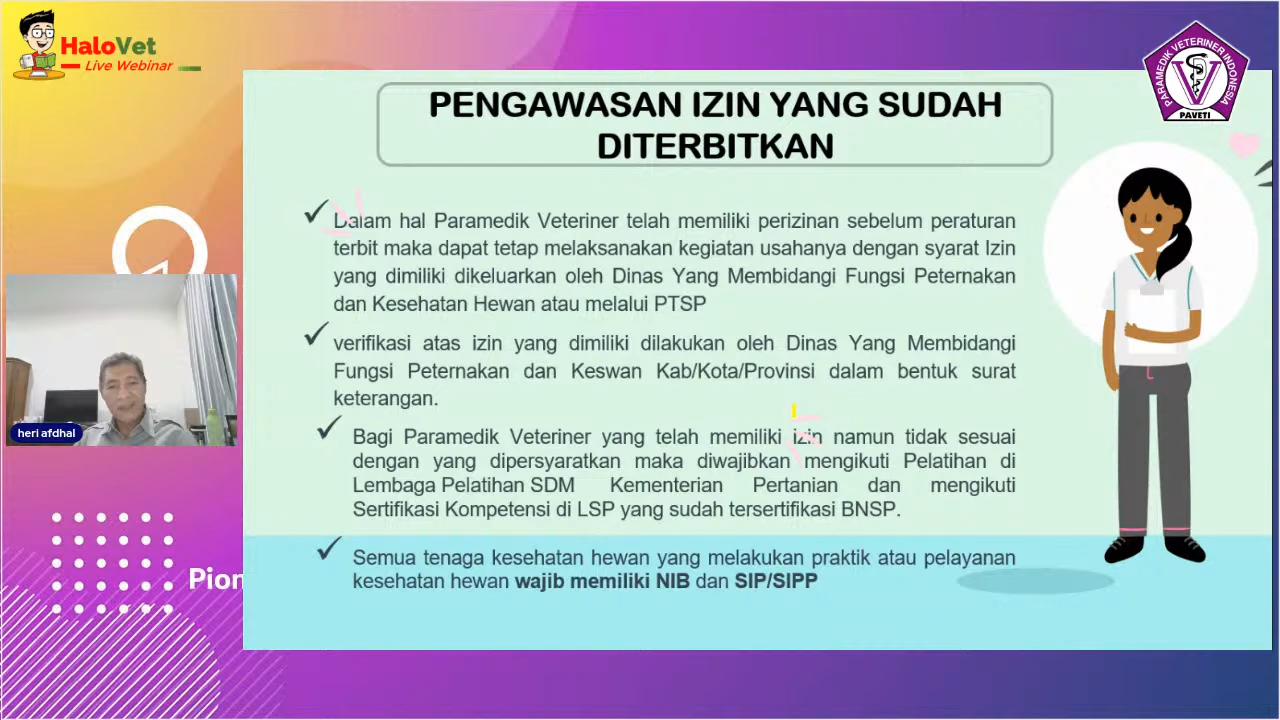 HaloVet
Live Webinar
PARAMEDIK VETERINER INDONESIA
PAVETI
PENGAWASAN IZIN YANG SUDAH
DITERBITKAN
Dalam hal Paramedik Veteriner telah memiliki perizinan sebelum peraturan
terbit maka dapat tetap melaksanakan kegiatan usahanya dengan syarat Izin
yang dimiliki dikeluarkan oleh Dinas Yang Membidangi Fungsi Peternakan
dan Kesehatan Hewan atau melalui PTSP
verifikasi atas izin yang dimiliki dilakukan oleh Dinas Yang Membidangi
Fungsi Peternakan dan Keswan Kab/Kota/Provinsi dalam bentuk surat
keterangan.
Bagi Paramedik Veteriner yang telah memiliki izin namun tidak sesuai
dengan yang dipersyaratkan maka diwajibkan mengikuti Pelatihan di
Lembaga Pelatihan SDM Kementerian Pertanian dan mengikuti
Sertifikasi Kompetensi di LSP yang sudah tersertifikasi BNSP.
Semua tenaga kesehatan hewan yang melakukan praktik atau pelayanan
kesehatan hewan wajib memiliki NIB dan SIP/SIPP
heri afdhal
Pion